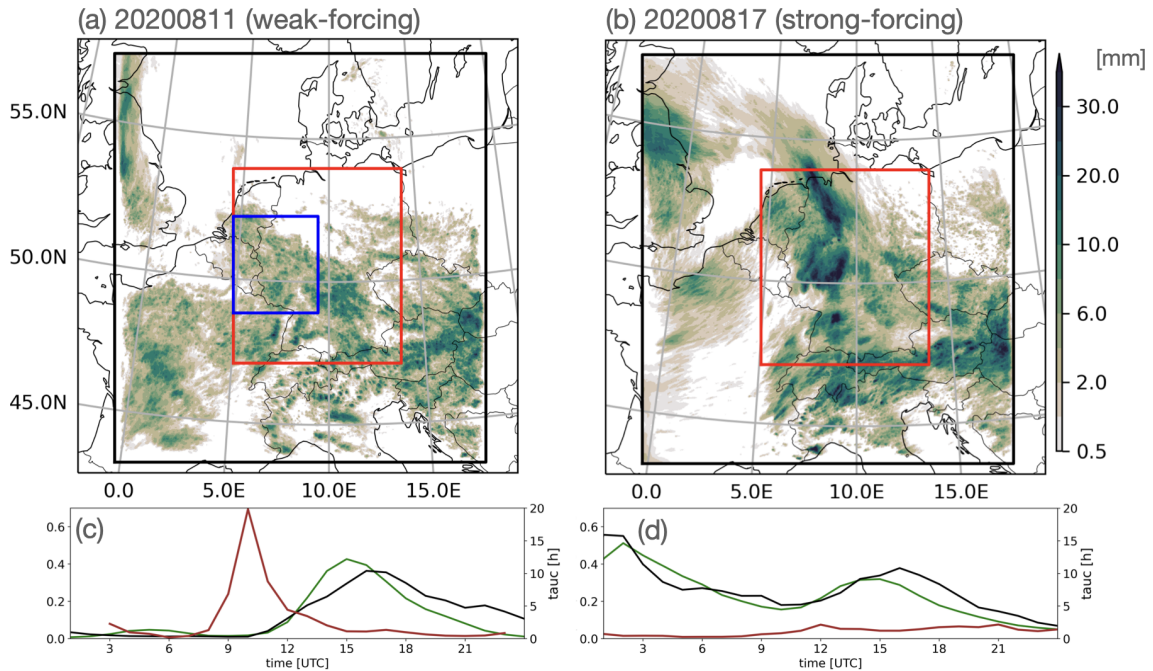 (a) 20200811 (weak-forcing)
(b) 20200817 (strong-forcing)
[mm]
55.0N
50.0N
45.0N
0.0 5.0E 10.0E 15.0E
0.0 5.0E 10.0E 15.0E
30.0
20.0
10.0
6.0
2.0
0.5
(c)
0.6
0.4
0.2
0.0
20
15
10
5
0
tauc [h]
3 6 9 12 15 18 21
time [UTC]
(d)
0.6
0.4
0.2
0.0
20
15
10
5
0
tauc [h]
3 6 9 12 15 18 21
time [UTC]